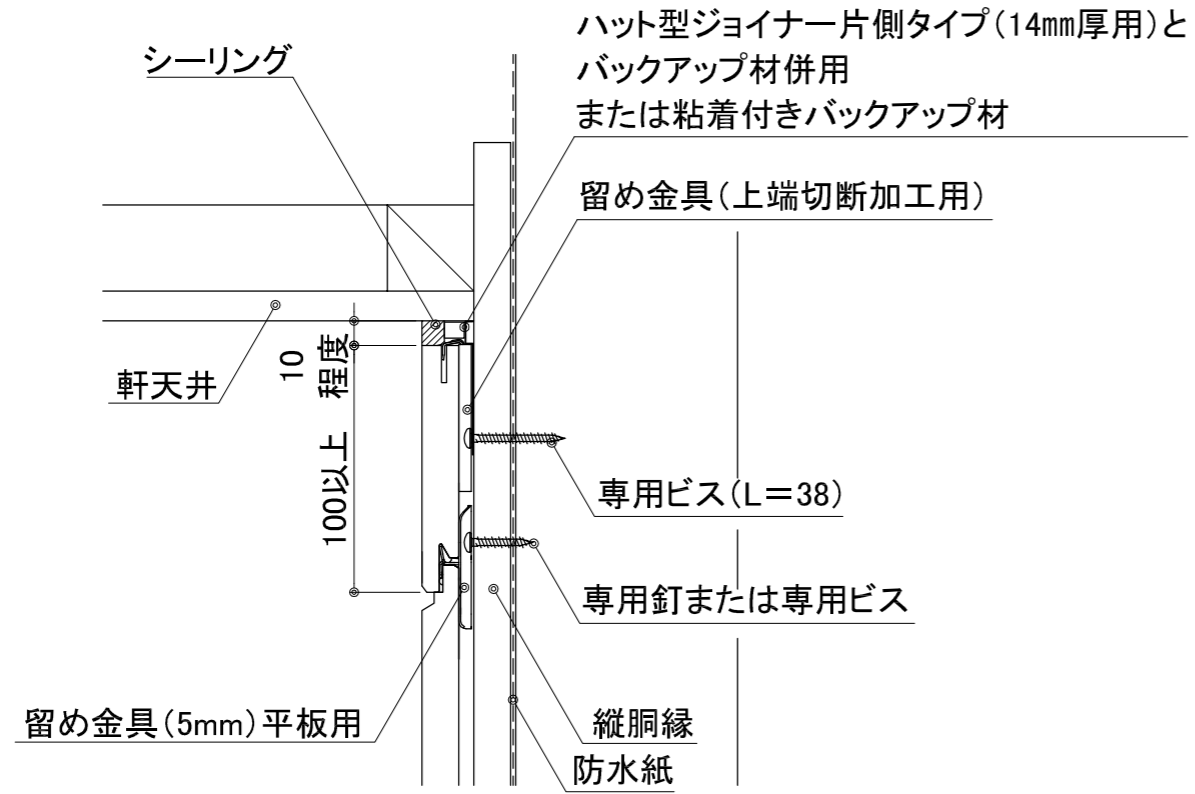 ハット型ジョイナー片側タイプ(14㎜厚用)と
バックアップ材併用
または粘着付きバックアップ材
シーリング
留め金具(上端切断加工用)
軒天井
10
程度
100以上
専用ビス(L=38)
専用釘または専用ビス
留め金具(5mm)平板用
縦胴縁
防水紙